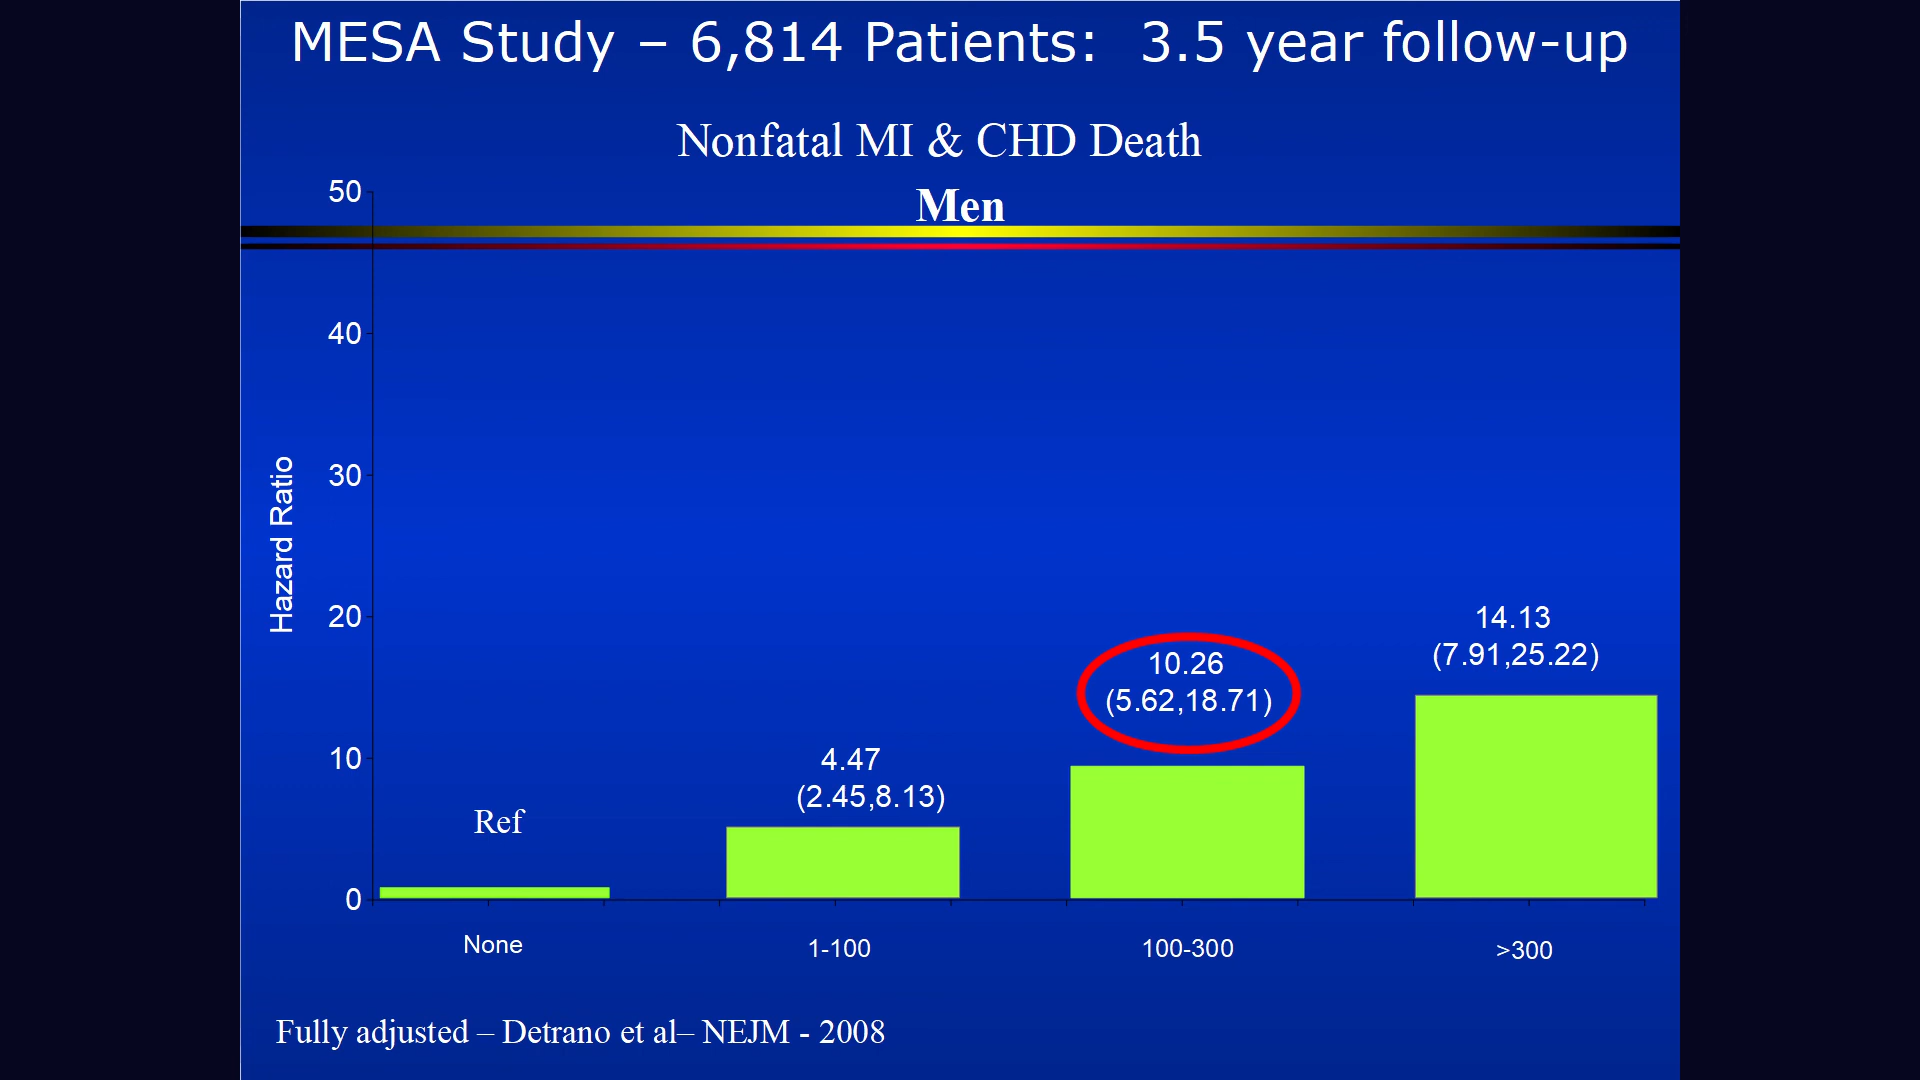 MESA Study – 6,814 Patients: 3.5 year follow-up
Nonfatal MI & CHD Death
Men
50
40
30
20
10
0
Hazard Ratio
Ref
4.47
(2.45,8.13)
10.26
(5.62,18.71)
14.13
(7.91,25.22)
None
1-100
100-300
>300
Fully adjusted – Detrano et al– NEJM - 2008